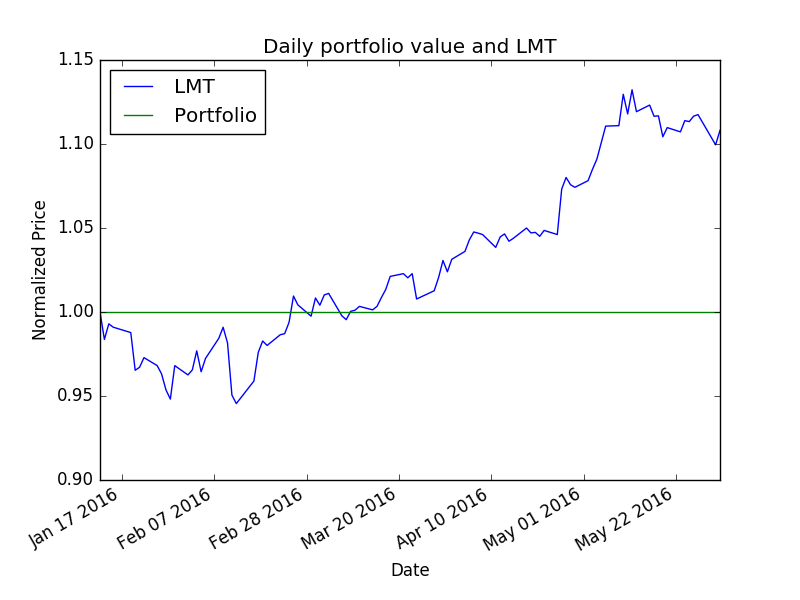 Daily portfolio value and LMT
1.15
1.10
1.05
1.00
0.95
0.90
LMT
Portfolio
Normalized Price
Jan 17 2016
Feb 07 2016
Feb 28 2016
Mar 20 2016
Apr 10 2016
May 01 2016
May 22 2016
Date